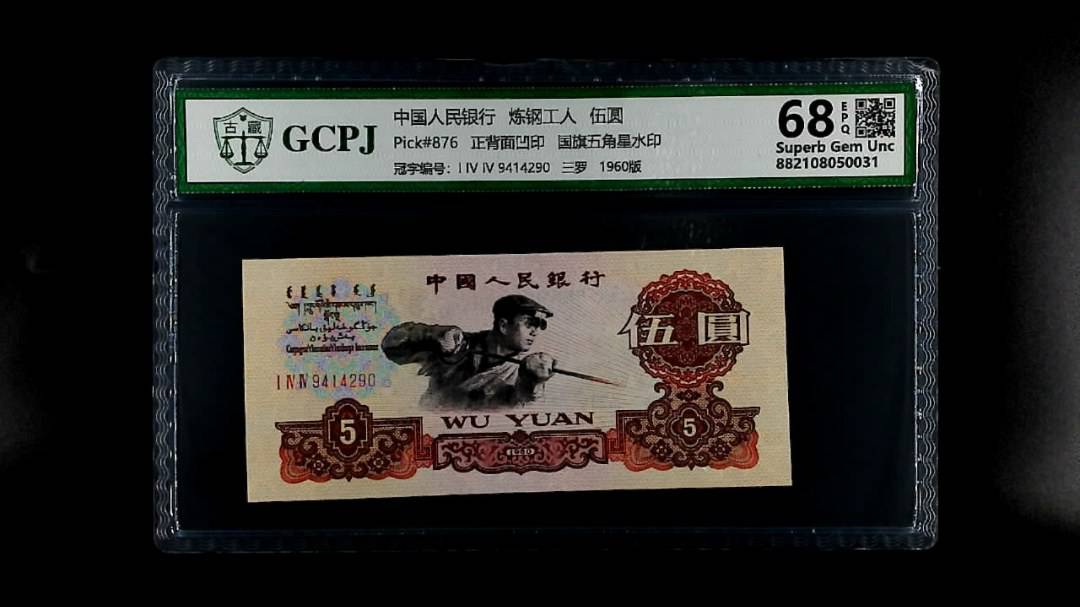 古藏
GCPJ
中国人民银行 炼钢工人 伍圆
Pick#876 正背面凹印 国旗五角星水印
冠字编号：I IV IV 9414290 三罗 1960版
68
EPQ
Superb Gem Unc
882108050031
中國人民銀行
伍圓
I IV IV 9414290
WU YUAN
5
1960
5